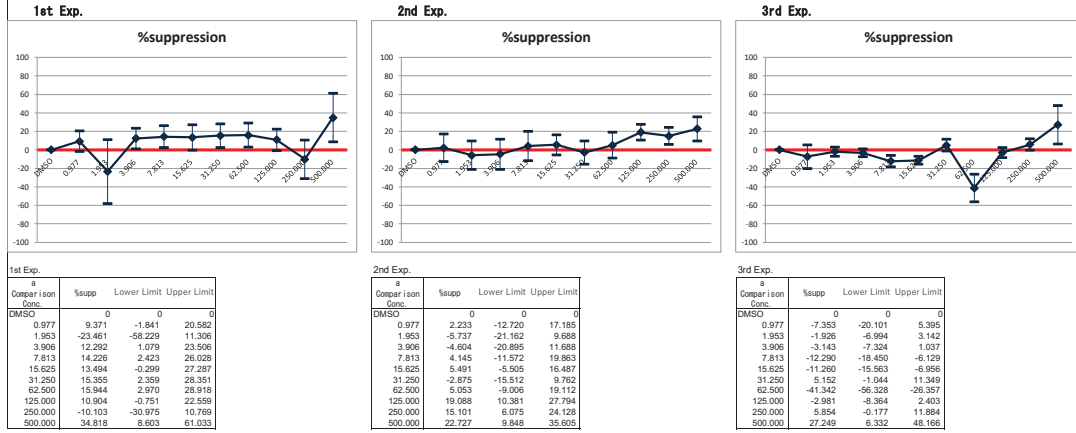 1st Exp.
%suppression
100
80
60
40
20
0
-20
-40
-60
-80
-100
DMSO
0.977
1.953
3.906
7.813
15.625
31.250
62.500
125.000
250.000
500.000
1st Exp.
a Comparison Conc. %supp Lower Limit Upper Limit
DMSO 0 0 0
0.977 9.371 -1.841 20.582
1.953 -23.461 -58.229 11.306
3.906 12.292 1.079 23.506
7.813 14.226 2.423 26.028
15.625 13.494 -0.299 27.287
31.250 15.355 2.359 28.351
62.500 15.944 2.970 28.918
125.000 10.904 -0.751 22.559
250.000 -10.103 -30.975 10.769
500.000 34.818 8.603 61.033
2nd Exp.
%suppression
100
80
60
40
20
0
-20
-40
-60
-80
-100
DMSO
0.977
1.953
3.906
7.813
15.625
31.250
62.500
125.000
250.000
500.000
2nd Exp.
a Comparison Conc. %supp Lower Limit Upper Limit
DMSO 0 0 0
0.977 2.233 -12.720 17.185
1.953 -5.737 -21.162 9.688
3.906 -4.604 -20.895 11.688
7.813 4.145 -11.572 19.863
15.625 5.491 -5.505 16.487
31.250 -2.875 -15.512 9.762
62.500 5.053 -9.006 19.112
125.000 19.088 10.381 27.794
250.000 15.101 6.075 24.128
500.000 22.727 9.848 35.605
3rd Exp.
%suppression
100
80
60
40
20
0
-20
-40
-60
-80
-100
DMSO
0.977
1.953
3.906
7.813
15.625
31.250
62.500
125.000
250.000
500.000
3rd Exp.
a Comparison Conc. %supp Lower Limit Upper Limit
DMSO 0 0 0
0.977 -7.353 -20.101 5.395
1.953 -1.926 -6.994 3.142
3.906 -3.143 -7.324 1.037
7.813 -12.290 -18.450 -6.129
15.625 -11.260 -15.563 -6.956
31.250 5.152 -1.044 11.349
62.500 -41.342 -56.328 -26.357
125.000 -2.981 -8.364 2.403
250.000 5.854 -0.177 11.884
500.000 27.249 6.332 48.166